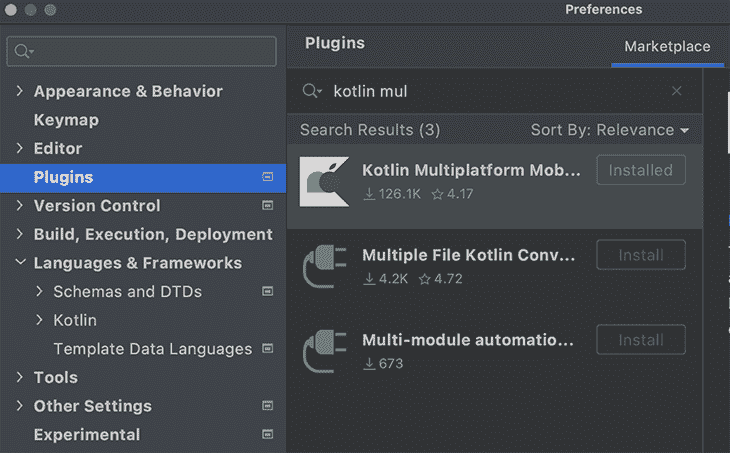 Preferences
Appearance & Behavior
Keymap
Editor
Plugins
Version Control
Build, Execution, Deployment
Languages & Frameworks
Schemas and DTDs
Kotlin
Template Data Languages
Tools
Other Settings
Experimental
Plugins
Marketplace
kotlin mul
Search Results (3)
Sort By: Relevance
Kotlin Multiplatform Mob...
Installed
126.1K
4.17
Multiple File Kotlin Conv...
Install
4.2K
4.72
Multi-module automatio...
Install
673